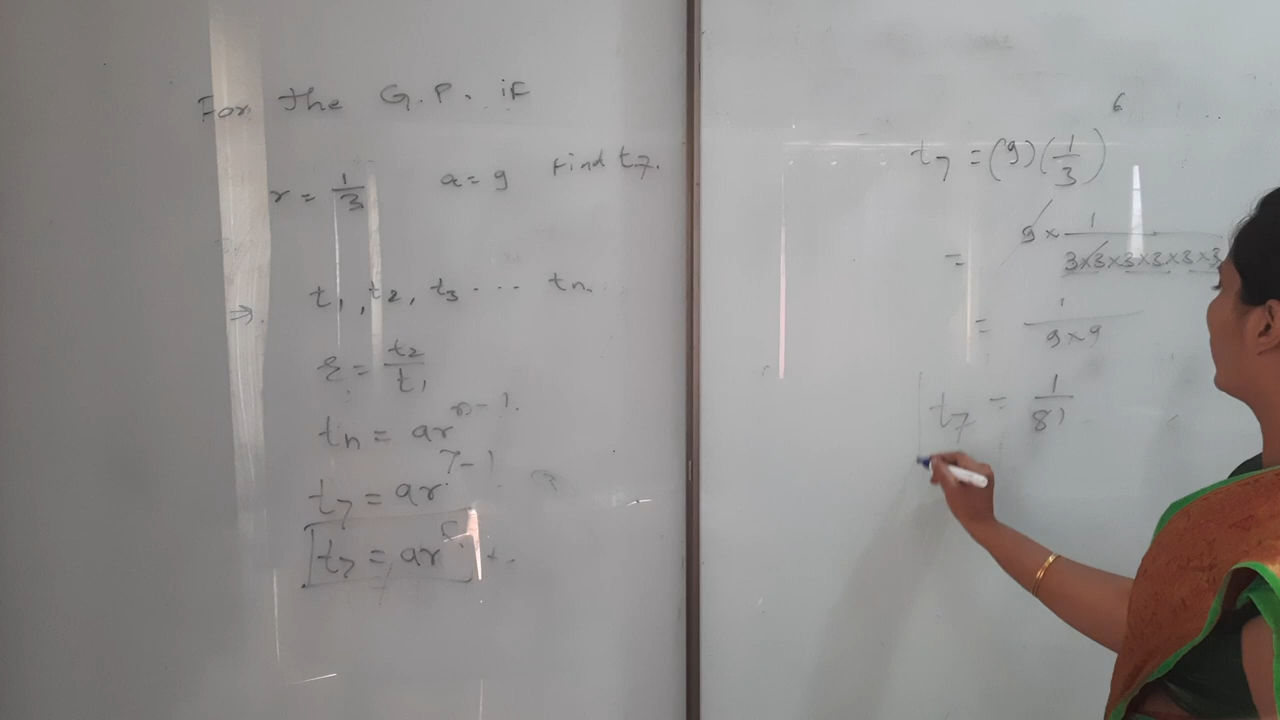 For the G.P. if
r = 1/3 a = 9 Find t7.
⇒ t1, t2, t3 ... tn.
r = t2/t1
tn = ar^n-1.
t7 = ar^7-1
t7 = ar^6
t7 = (9)(1/3)^6
= 9 × 1/3×3×3×3×3×3
= 1/9×9
t7 = 1/81